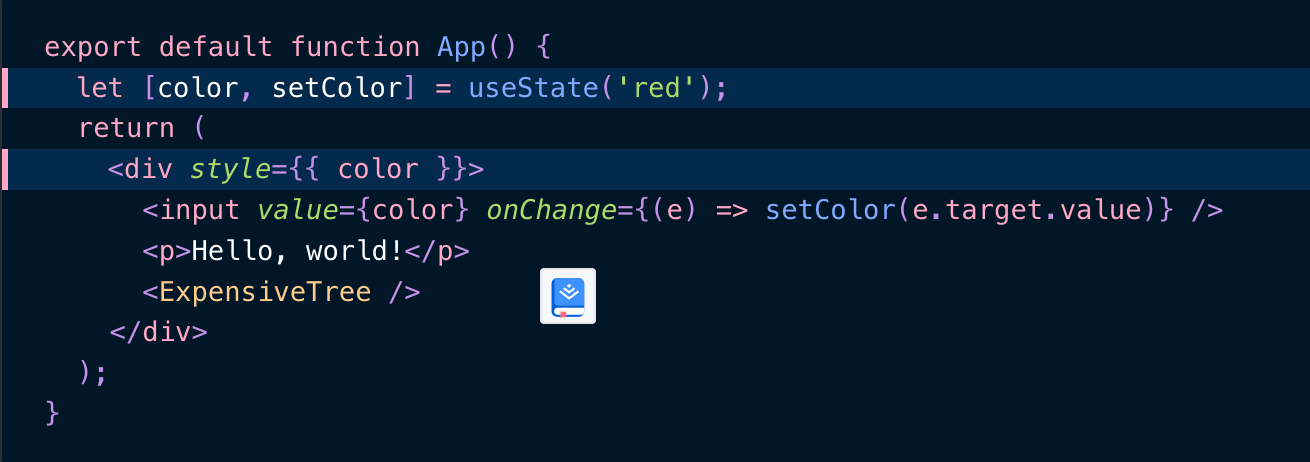 export default function App() {
let [color, setColor] = useState('red');
return (
<div style={{ color }}>
<input value={color} onChange={(e) => setColor(e.target.value)} />
<p>Hello, world!</p>
<ExpensiveTree />
</div>
);
}